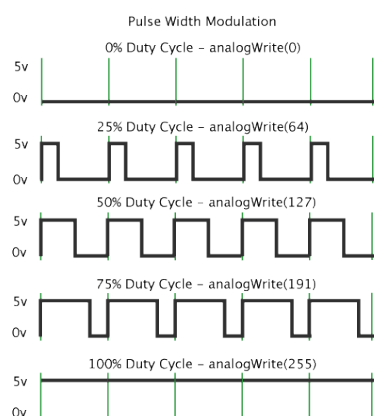 Pulse Width Modulation
0% Duty Cycle – analogWrite(0)
5v
0v
25% Duty Cycle – analogWrite(64)
5v
0v
50% Duty Cycle – analogWrite(127)
5v
0v
75% Duty Cycle – analogWrite(191)
5v
0v
100% Duty Cycle – analogWrite(255)
5v
0v